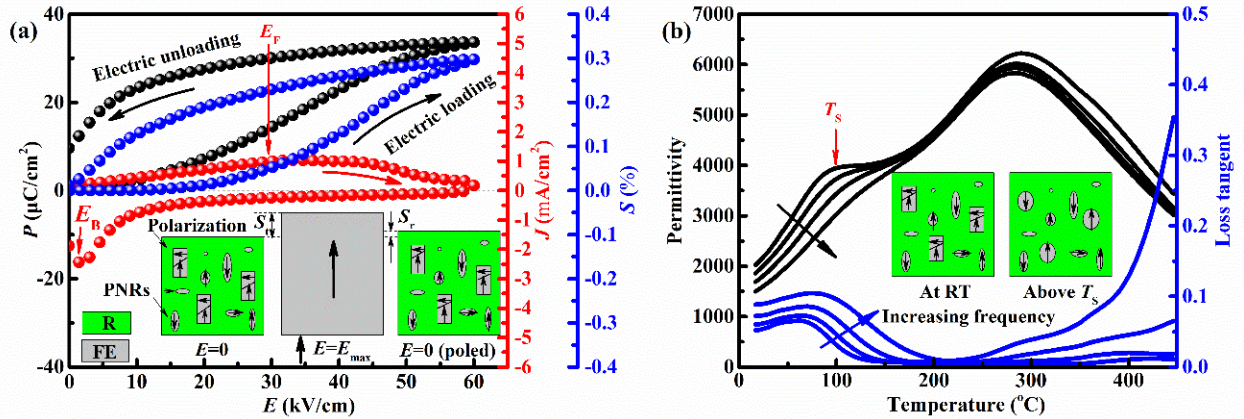 (a)
40
20
0
-20
-40
P (μC/cm²)
Electric unloading
E_F
Electric loading
E_B
Polarization
PNRs
R
FE
S
S_r
E=0
E=E_max
E=0 (poled)
0 10 20 30 40 50 60
E (kV/cm)
6
5
4
3
2
1
0
-1
-2
-3
-4
-5
-6
J (mA/cm²)
0.4
0.3
0.2
0.1
0.0
-0.1
-0.2
-0.3
-0.4
S (%)
(b)
7000
6000
5000
4000
3000
2000
1000
0
Permittivity
T_S
At RT
Above T_S
Increasing frequency
0 100 200 300 400
Temperature (°C)
0.5
0.4
0.3
0.2
0.1
0.0
Loss tangent